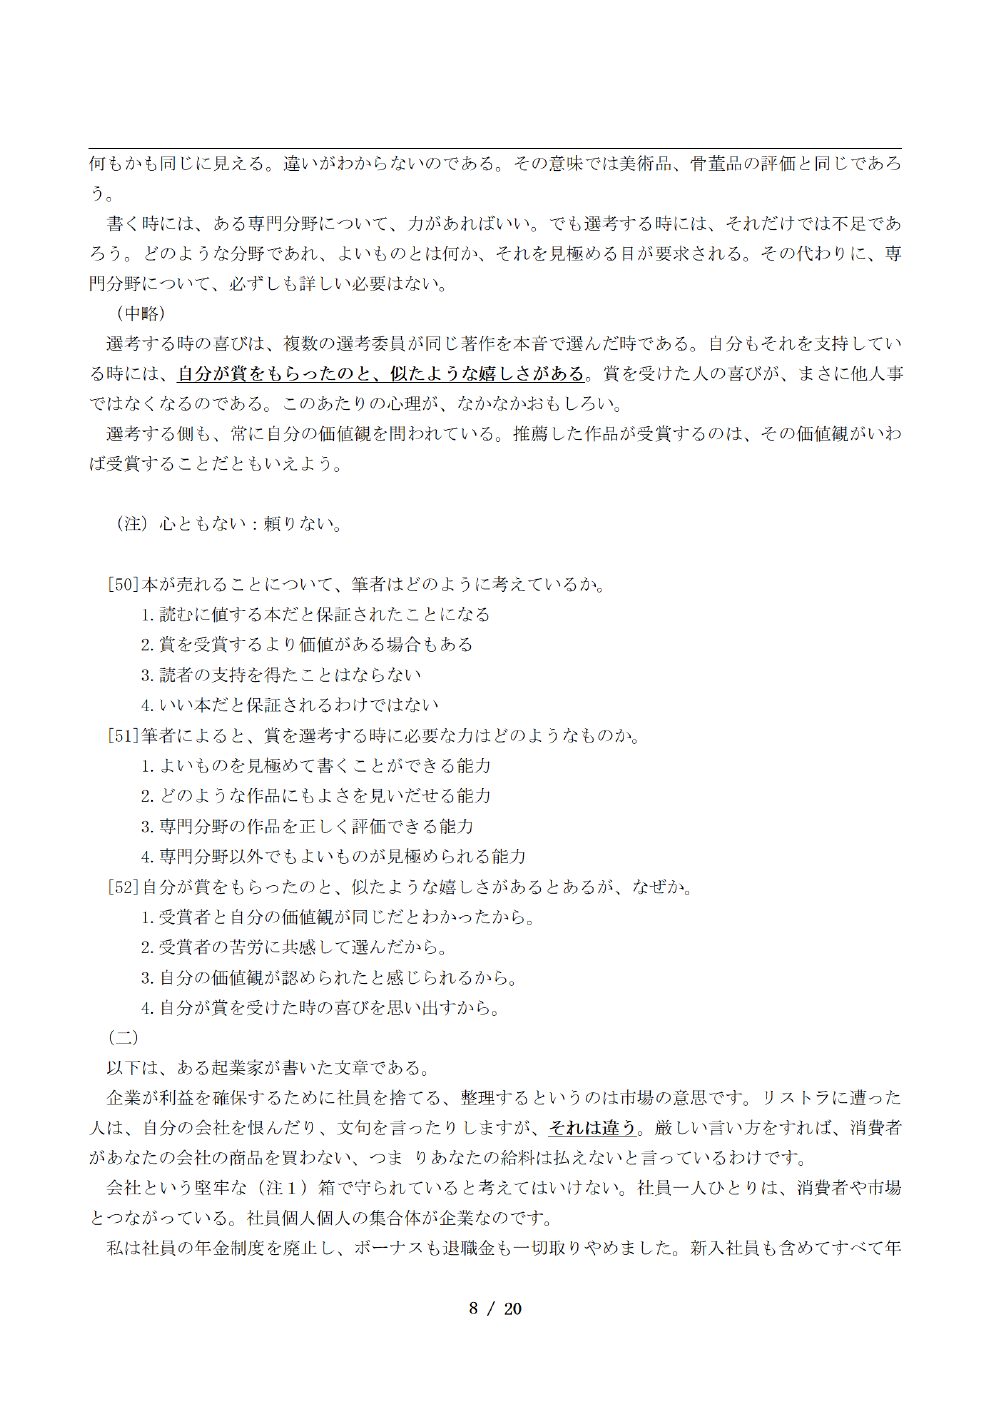 何もかも同じに見える。違いがわからないのである。その意味では美術品、骨董品の評価と同じであろ
う。
書く時には、ある専門分野について、力があればいい。でも選考する時には、それだけでは不足であ
ろう。どのような分野であれ、よいものとは何か、それを見極める目が要求される。その代わりに、専
門分野について、必ずしも詳しい必要はない。
（中略）
選考する時の喜びは、複数の選考委員が同じ著作を本音で選んだ時である。自分もそれを支持してい
る時には、自分が賞をもらったのと、似たような嬉しさがある。賞を受けた人の喜びが、まさに他人事
ではなくなるのである。このあたりの心理が、なかなかおもしろい。
選考する側も、常に自分の価値観を問われている。推薦した作品が受賞するのは、その価値観がいわ
ば受賞することだともいえよう。
（注）心ともない：頼りない。
[50]本が売れることについて、筆者はどのように考えているか。
1.読むに値する本だと保証されたことになる
2.賞を受賞するより価値がある場合もある
3.読者の支持を得たことはならない
4.いい本だと保証されるわけではない
[51]筆者によると、賞を選考する時に必要な力はどのようなものか。
1.よいものを見極めて書くことができる能力
2.どのような作品にもよさを見いだせる能力
3.専門分野の作品を正しく評価できる能力
4.専門分野以外でもよいものが見極められる能力
[52]自分が賞をもらったのと、似たような嬉しさがあるとあるが、なぜか。
1.受賞者と自分の価値観が同じだとわかったから。
2.受賞者の苦労に共感して選んだから。
3.自分の価値観が認められたと感じられるから。
4.自分が賞を受けた時の喜びを思い出すから。
（二）
以下は、ある起業家が書いた文章である。
企業が利益を確保するために社員を捨てる、整理するというのは市場の意思です。リストラに遭った
人は、自分の会社を恨んだり、文句を言ったりしますが、それは違う。厳しい言い方をすれば、消費者
があなたの会社の商品を買わない、つま りあなたの給料は払えないと言っているわけです。
会社という堅牢な（注１）箱で守られていると考えてはいけない。社員一人ひとりは、消費者や市場
とつながっている。社員個人個人の集合体が企業なのです。
私は社員の年金制度を廃止し、ボーナスも退職金も一切取りやめました。新入社員も含めてすべて年
8 / 20